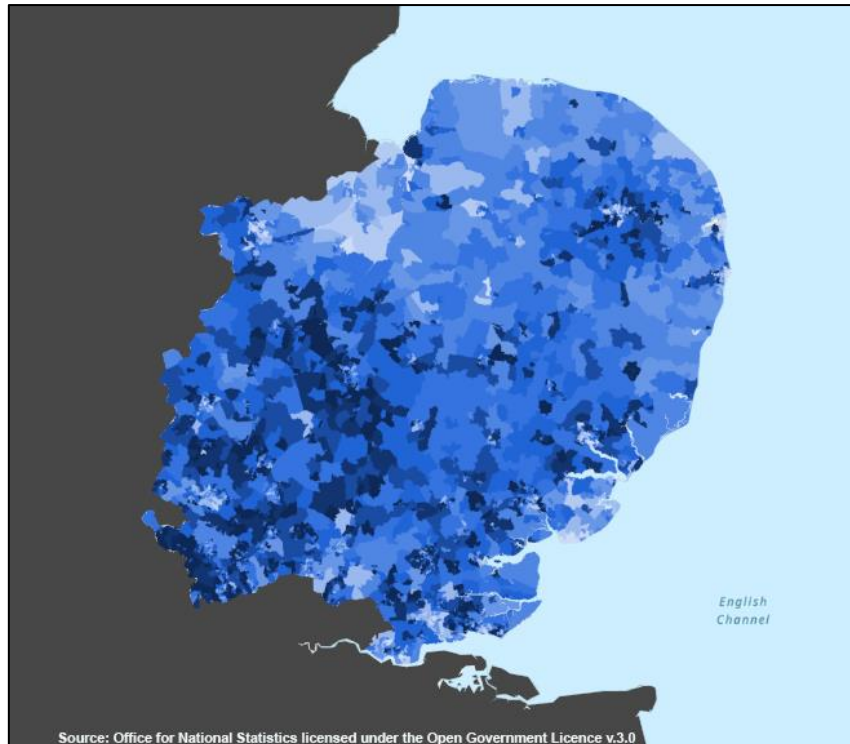 English
Channel
Source: Office for National Statistics licensed under the Open Government Licence v.3.0